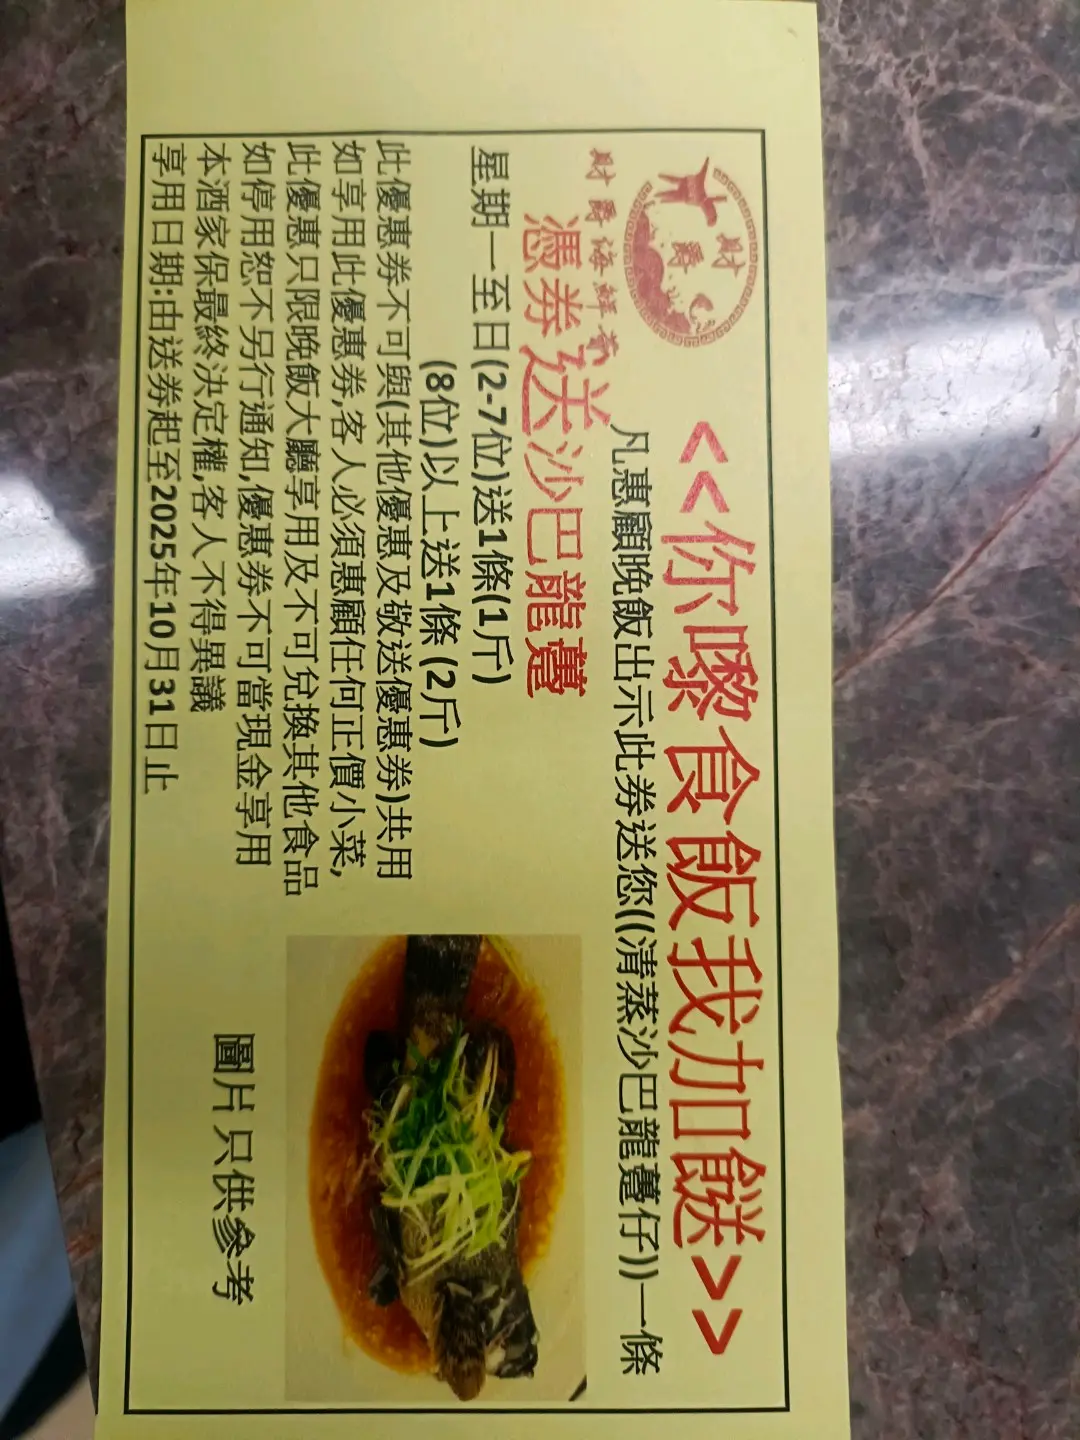 財爵
財爵海鮮荟
<<你嚟食飯我加餸>>
凡惠顧晚飯出示此券送您((清蒸沙巴龍躉仔))一條
憑券送沙巴龍躉
星期一至日(2-7位)送1條(1斤)
(8位)以上送1條 (2斤)
此優惠券不可與(其他優惠及敬送優惠券)共用
如享用此優惠券,客人必須惠顧任何正價小菜,
此優惠只限晚飯大廳享用及不可兌換其他食品
如停用恕不另行通知,優惠券不可當現金享用
本酒家保最終決定權,客人不得異議
享用日期:由送券起至2025年10月31日止
圖片只供參考